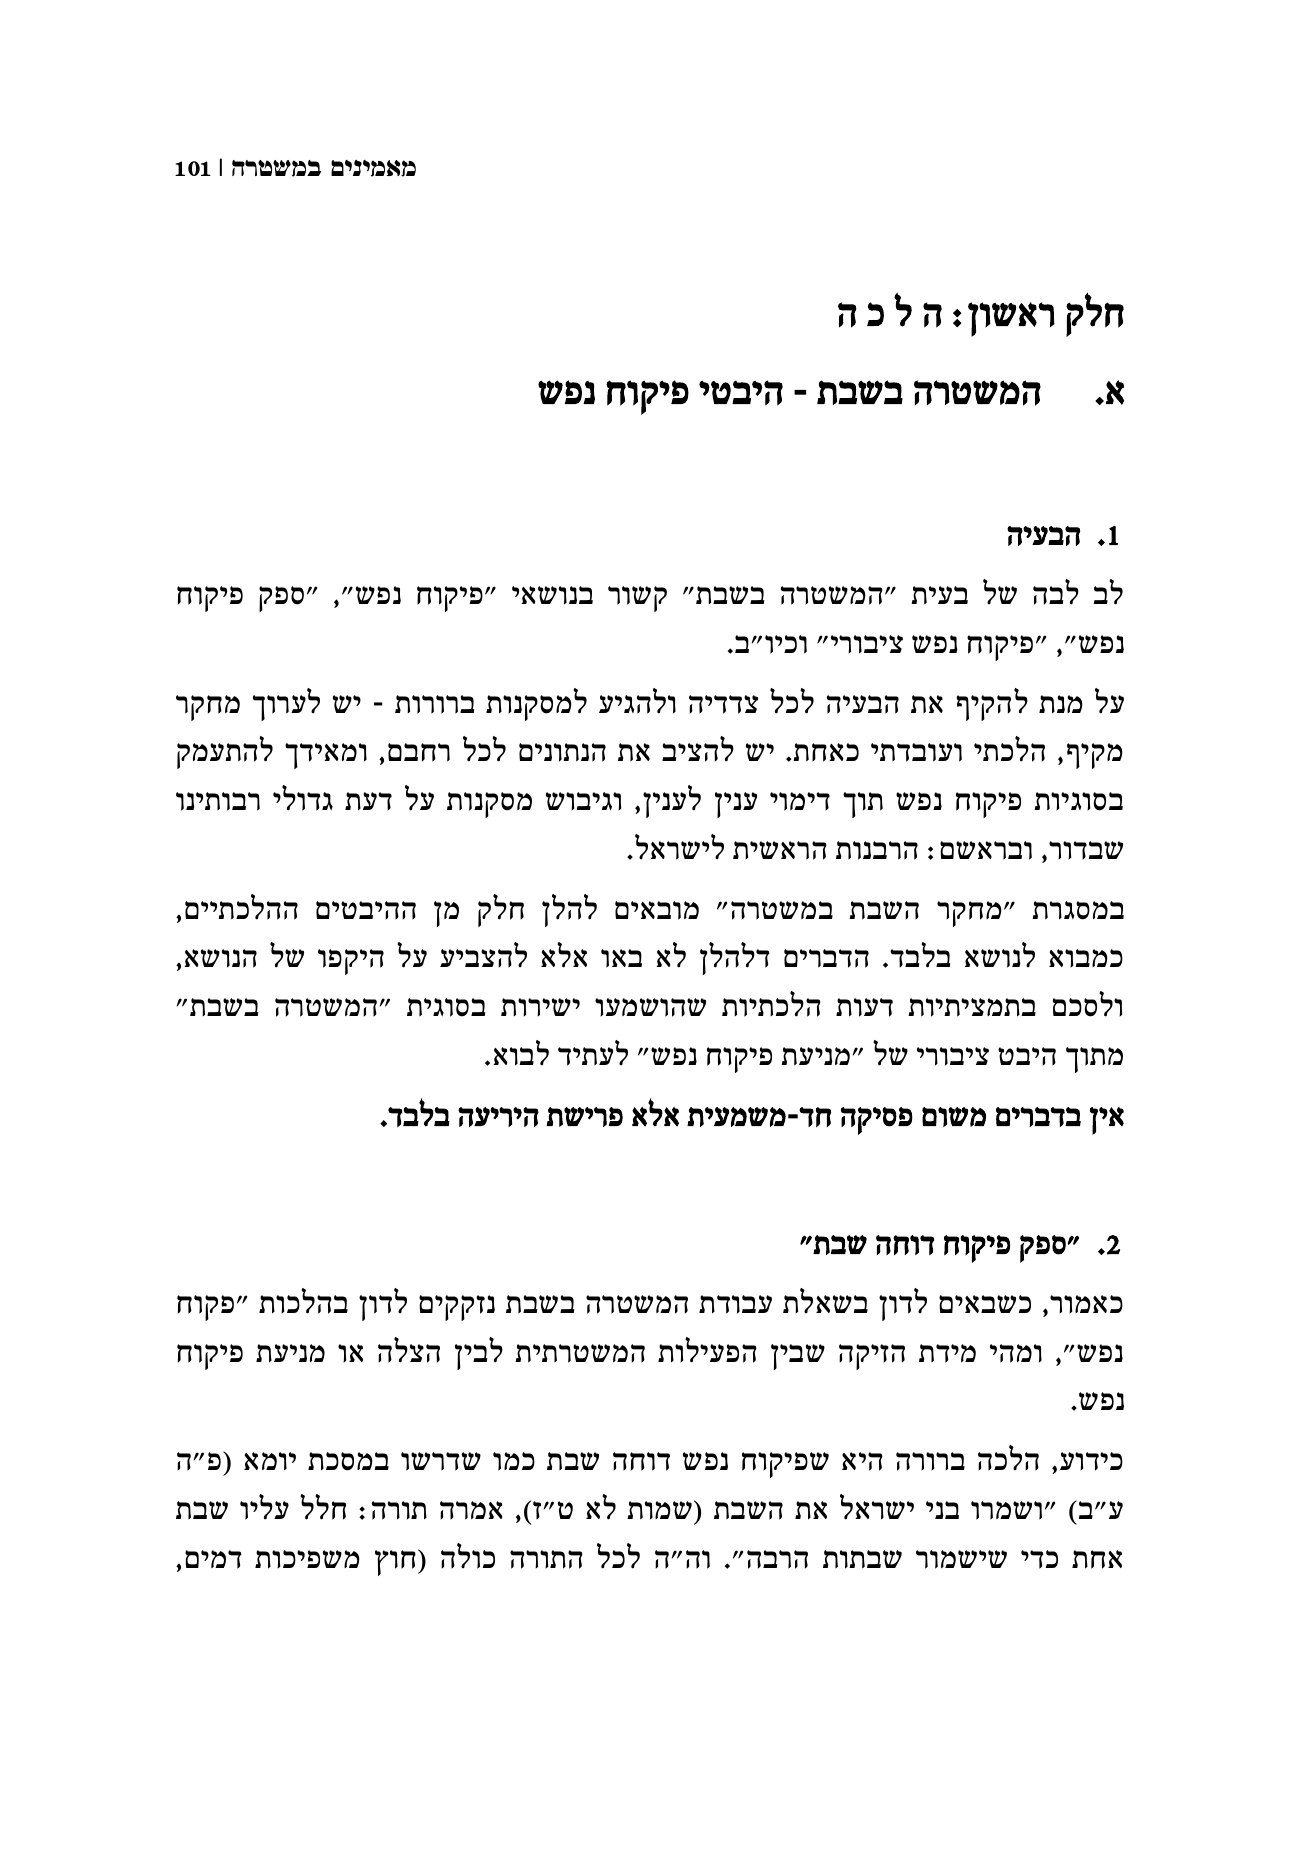 מאמינים במשטרה | 101
חלק ראשון: ה ל כ ה
א. המשטרה בשבת - היבטי פיקוח נפש
1. הבעיה
לב לבה של בעית "המשטרה בשבת" קשור בנושאי "פיקוח נפש", "ספק פיקוח
נפש", "פיקוח נפש ציבורי" וכיו"ב.
על מנת להקיף את הבעיה לכל צדדיה ולהגיע למסקנות ברורות - יש לערוך מחקר
מקיף, הלכתי ועובדתי כאחת. יש להציב את הנתונים לכל רחבם, ומאידך להתעמק
בסוגיות פיקוח נפש תוך דימוי ענין לענין, וגיבוש מסקנות על דעת גדולי רבותינו
שבדור, ובראשם: הרבנות הראשית לישראל.
במסגרת "מחקר השבת במשטרה" מובאים להלן חלק מן ההיבטים ההלכתיים,
כמבוא לנושא בלבד. הדברים דלהלן לא באו אלא להצביע על היקפו של הנושא,
ולסכם בתמציתיות דעות הלכתיות שהושמעו ישירות בסוגית "המשטרה בשבת"
מתוך היבט ציבורי של "מניעת פיקוח נפש" לעתיד לבוא.
אין בדברים משום פסיקה חד-משמעית אלא פרישת היריעה בלבד.
2. "ספק פיקוח דוחה שבת"
כאמור, כשבאים לדון בשאלת עבודת המשטרה בשבת נזקקים לדון בהלכות "פקוח
נפש", ומהי מידת הזיקה שבין הפעילות המשטרתית לבין הצלה או מניעת פיקוח
נפש.
כידוע, הלכה ברורה היא שפיקוח נפש דוחה שבת כמו שדרשו במסכת יומא (פ"ה
ע"ב) "ושמרו בני ישראל את השבת (שמות לא ט"ז), אמרה תורה: חלל עליו שבת
אחת כדי שישמור שבתות הרבה". וה"ה לכל התורה כולה (חוץ משפיכות דמים,